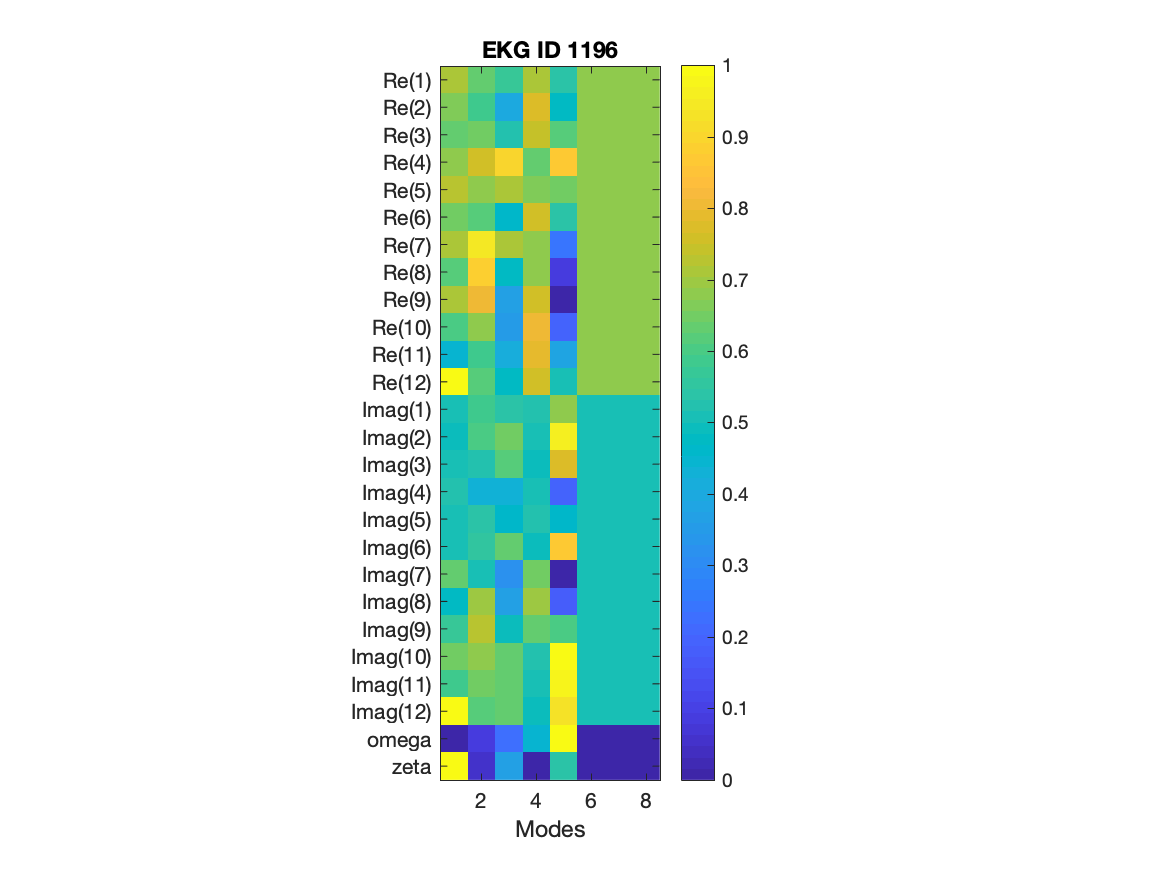 EKG ID 1196
Re(1)
Re(2)
Re(3)
Re(4)
Re(5)
Re(6)
Re(7)
Re(8)
Re(9)
Re(10)
Re(11)
Re(12)
Imag(1)
Imag(2)
Imag(3)
Imag(4)
Imag(5)
Imag(6)
Imag(7)
Imag(8)
Imag(9)
Imag(10)
Imag(11)
Imag(12)
omega
zeta
2 4 6 8
Modes
1
0.9
0.8
0.7
0.6
0.5
0.4
0.3
0.2
0.1
0